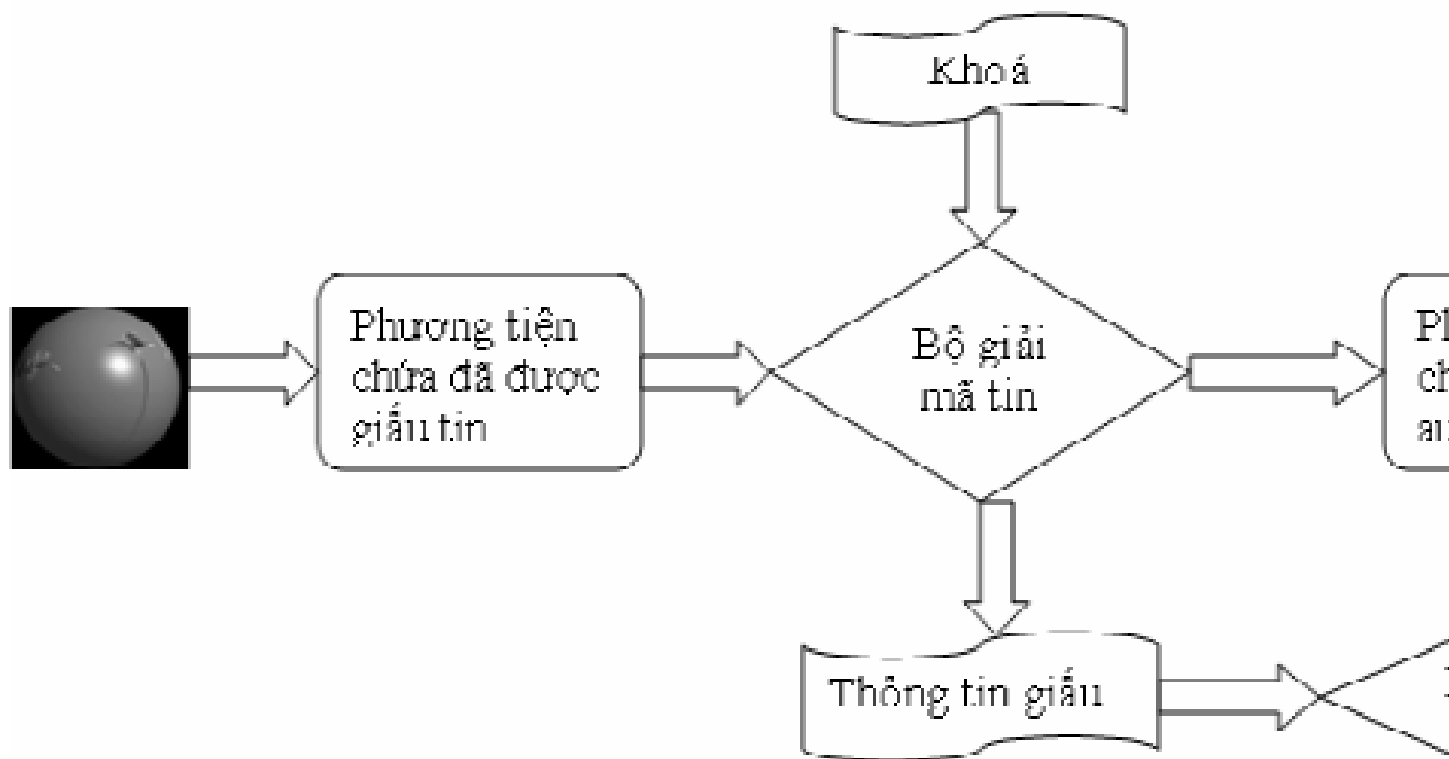 Khoá
Phương tiện
chứa đã được
giấu tin
Bộ giải
mã tin
Thông tin giấu